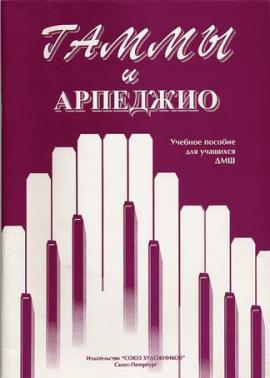 ГАММЫ
и
АРПЕДЖИО
Учебное пособие
для учащихся
ДМШ
Издательство "СОЮЗ ХУДОЖНИКОВ"
Санкт-Петербург